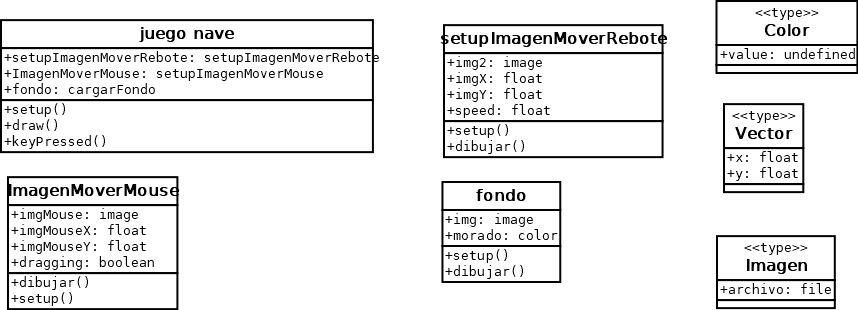 juego nave
+setupImagenMoverRebote: setupImagenMoverRebote
+ImagenMoverMouse: setupImagenMoverMouse
+fondo: cargarFondo
+setup()
+draw()
+keyPressed()
setupImagenMoverRebote
+img2: image
+imgX: float
+imgY: float
+speed: float
+setup()
+dibujar()
<<type>>
Color
+value: undefined
<<type>>
Vector
+x: float
+y: float
ImagenMoverMouse
+imgMouse: image
+imgMouseX: float
+imgMouseY: float
+dragging: boolean
+dibujar()
+setup()
fondo
+img: image
+morado: color
+setup()
+dibujar()
<<type>>
Imagen
+archivo: file